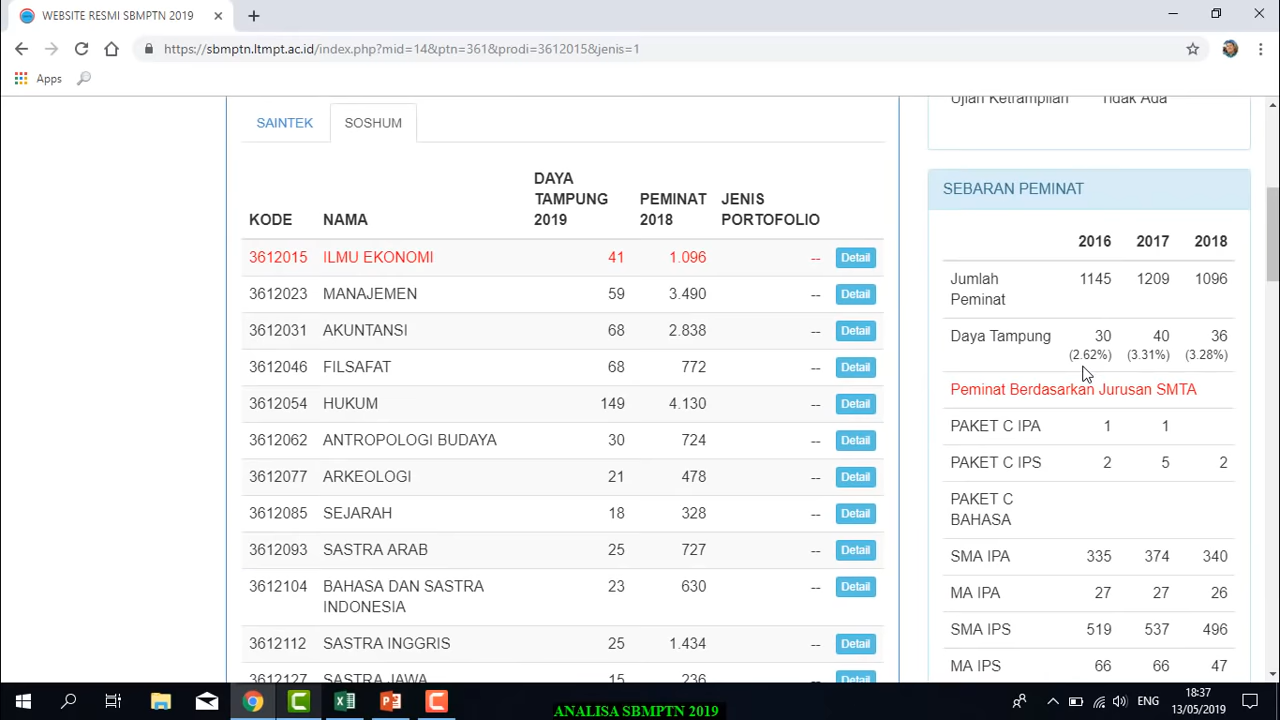 WEBSITE RESMI SBMPTN 2019
https://sbmptn.ltmpt.ac.id/index.php?mid=14&ptn=361&prodi=3612015&jenis=1
Apps
SAINTEK SOSHUM
DAYA
TAMPUNG PEMINAT JENIS
KODE NAMA 2019 2018 PORTOFOLIO
3612015 ILMU EKONOMI 41 1.096 -- Detail
3612023 MANAJEMEN 59 3.490 -- Detail
3612031 AKUNTANSI 68 2.838 -- Detail
3612046 FILSAFAT 68 772 -- Detail
3612054 HUKUM 149 4.130 -- Detail
3612062 ANTROPOLOGI BUDAYA 30 724 -- Detail
3612077 ARKEOLOGI 21 478 -- Detail
3612085 SEJARAH 18 328 -- Detail
3612093 SASTRA ARAB 25 727 -- Detail
3612104 BAHASA DAN SASTRA 23 630 -- Detail
INDONESIA
3612112 SASTRA INGGRIS 25 1.434 -- Detail
3612127 SASTRA JAWA 15 236 -- Detail
Ujian Ketrampilan Tidak Ada
SEBARAN PEMINAT
2016 2017 2018
Jumlah 1145 1209 1096
Peminat
Daya Tampung 30 40 36
(2.62%) (3.31%) (3.28%)
Peminat Berdasarkan Jurusan SMTA
PAKET C IPA 1 1
PAKET C IPS 2 5 2
PAKET C
BAHASA
SMA IPA 335 374 340
MA IPA 27 27 26
SMA IPS 519 537 496
MA IPS 66 66 47
ANALISA SBMPTN 2019
ENG
18:37
13/05/2019